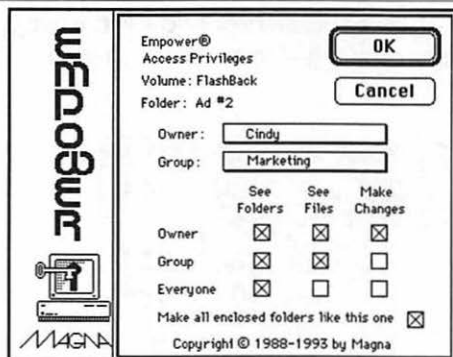 EMPOWER
MAGNA
Empower®
Access Privileges
Volume: FlashBack
Folder: Ad #2
OK
Cancel
Owner: Cindy
Group: Marketing
See Folders See Files Make Changes
Owner
Group
Everyone
Make all enclosed folders like this one
Copyright © 1988-1993 by Magna